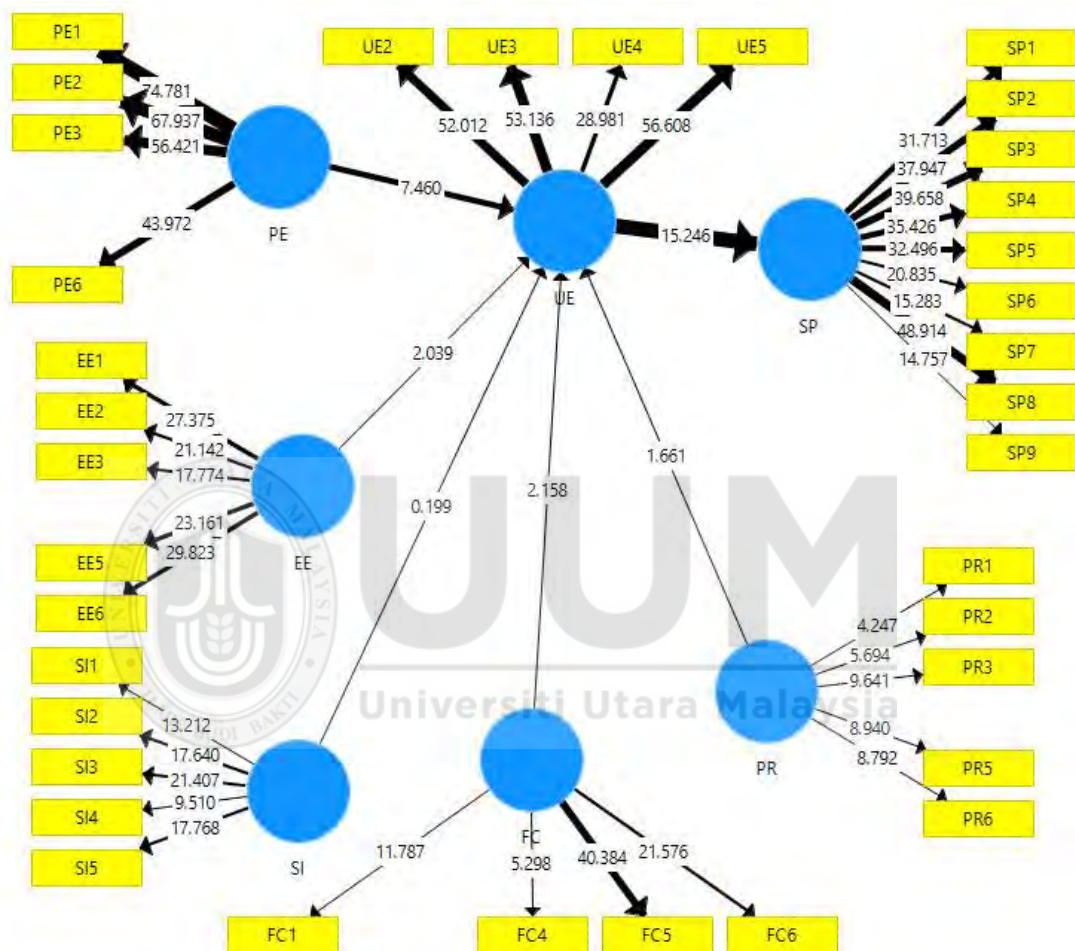 PE1
PE2
PE3
PE6
74.781
67.937
56.421
43.972
PE
7.460
UE2
UE3
UE4
UE5
52.012
53.136
28.981
56.608
UE
15.246
SP
SP1
SP2
SP3
SP4
SP5
SP6
SP7
SP8
SP9
31.713
37.947
39.658
35.426
32.496
20.835
15.283
48.914
14.757
EE1
EE2
EE3
EE5
EE6
27.375
21.142
17.774
23.161
29.823
EE
2.039
0.199
2.158
1.661
UUM
Universiti Utara Malaysia
UNIVERSITI UTARA MALAYSIA
BUDI BAKTI
SI1
SI2
SI3
SI4
SI5
13.212
17.640
21.407
9.510
17.768
SI
FC
11.787
5.298
40.384
21.576
FC1
FC4
FC5
FC6
PR
4.247
5.694
9.641
8.940
8.792
PR1
PR2
PR3
PR5
PR6